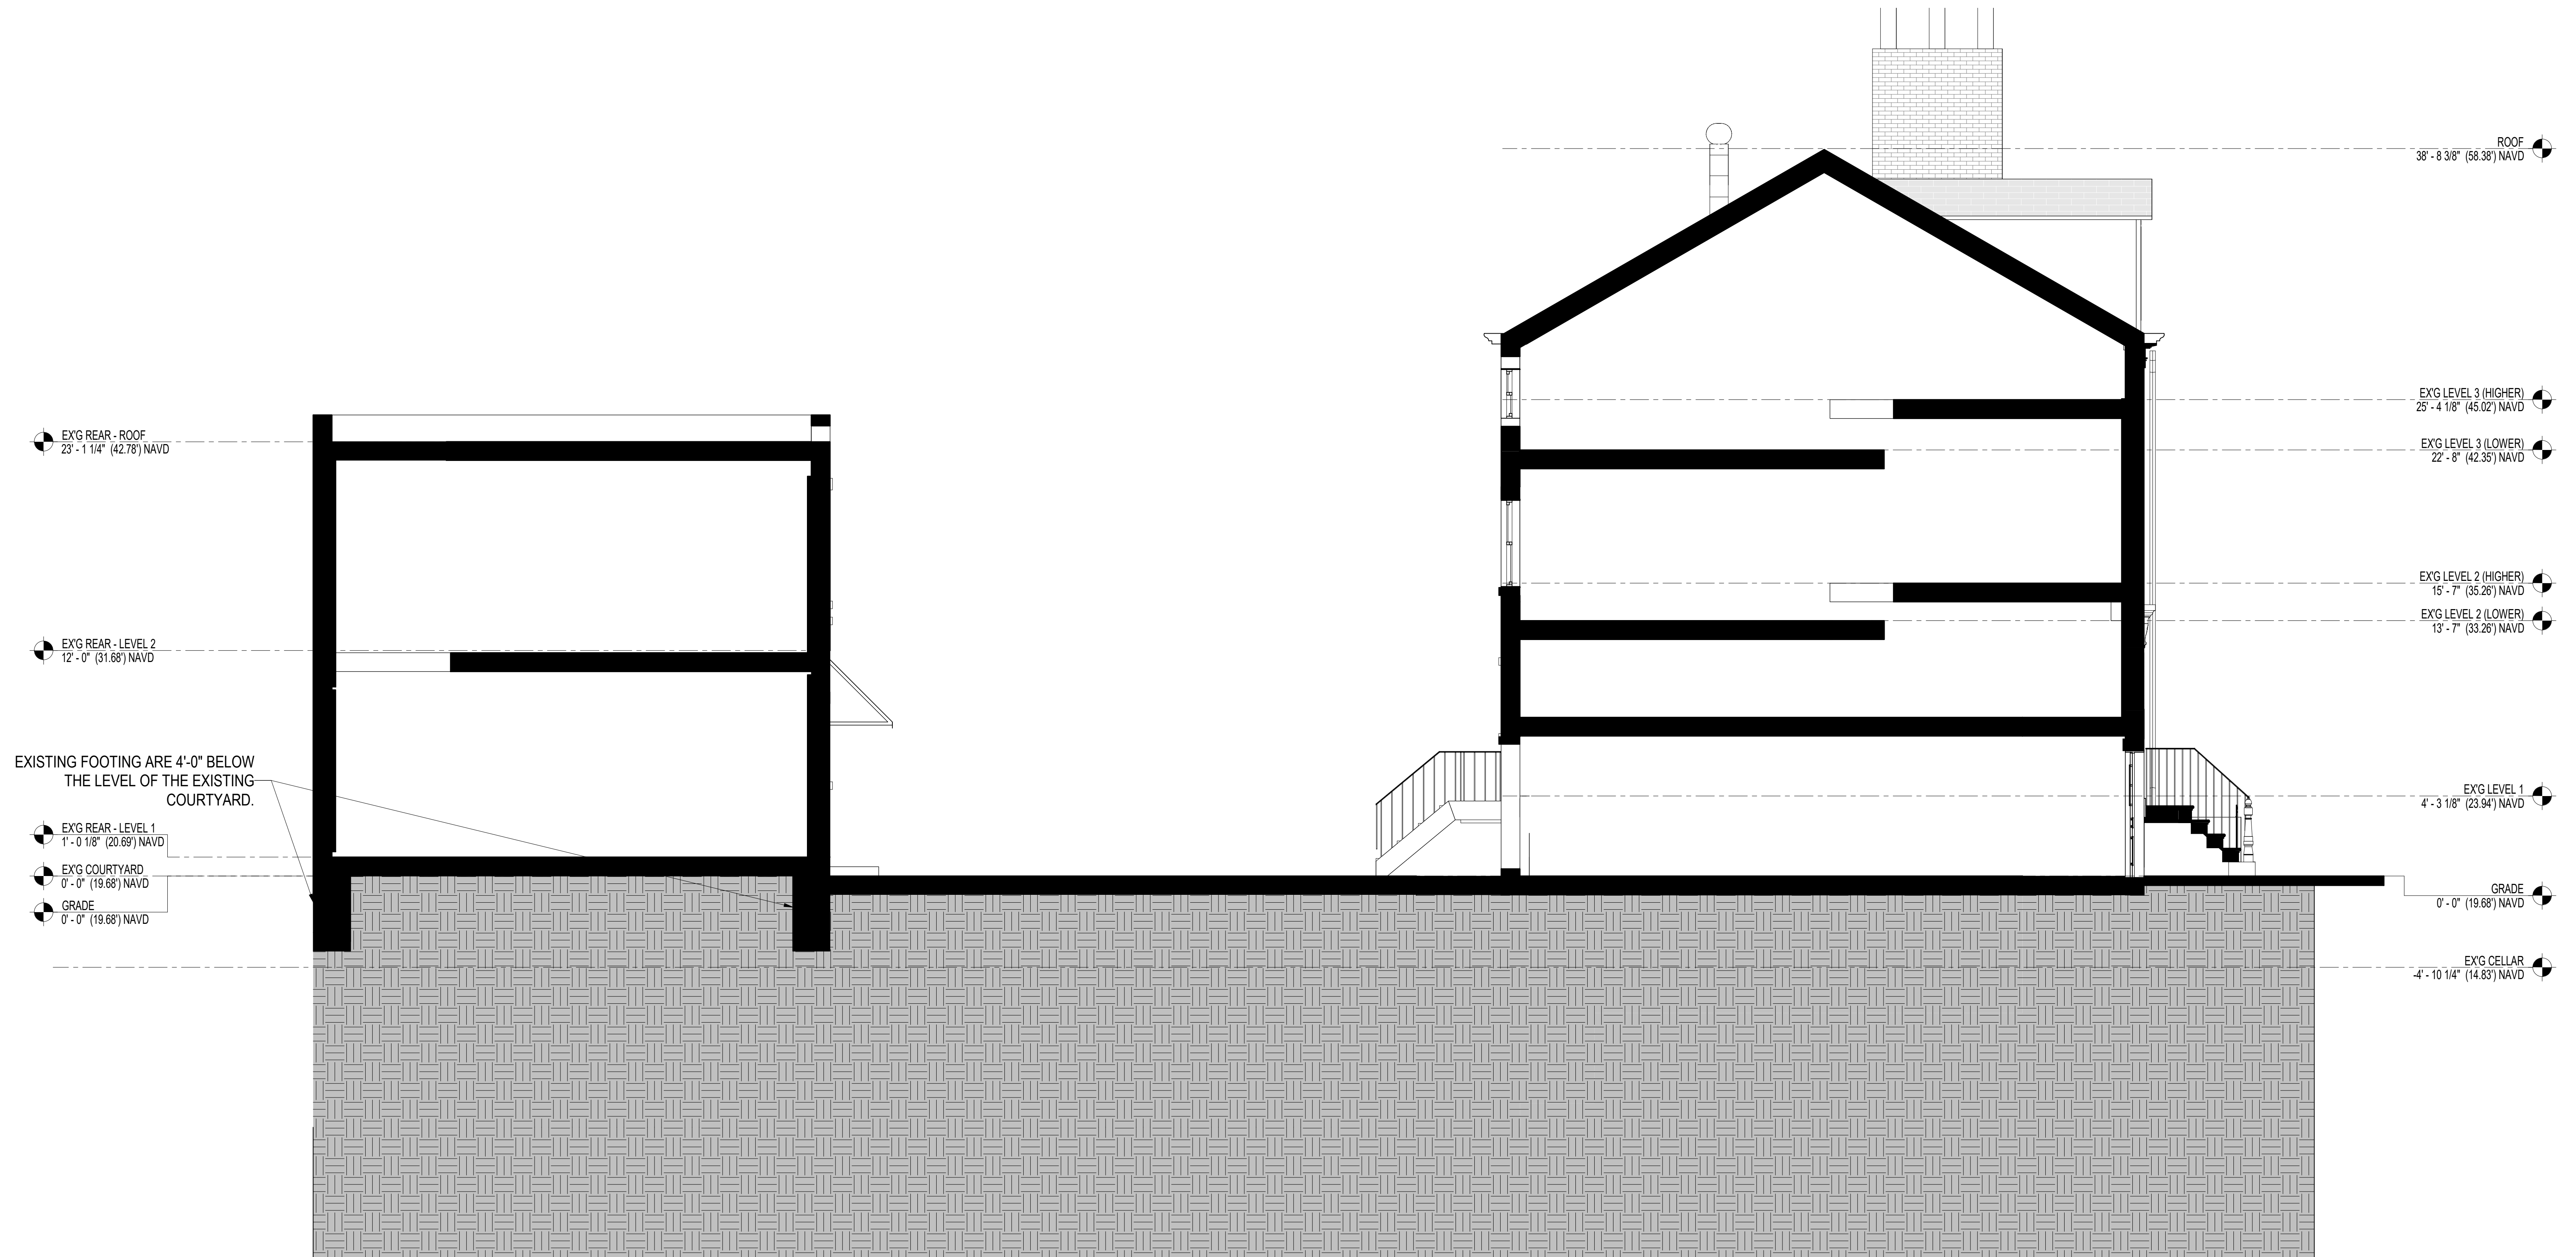 ROOF
38' - 8 3/8" (58.38') NAVD
EX'G LEVEL 3 (HIGHER)
25' - 4 1/8" (45.02') NAVD
EX'G REAR - ROOF
23' - 1 1/4" (42.78') NAVD
EX'G LEVEL 3 (LOWER)
22' - 8" (42.35') NAVD
EX'G LEVEL 2 (HIGHER)
15' - 7" (35.26') NAVD
EX'G LEVEL 2 (LOWER)
13' - 7" (33.26') NAVD
EX'G REAR - LEVEL 2
12' - 0" (31.68') NAVD
EXISTING FOOTING ARE 4'-0" BELOW
THE LEVEL OF THE EXISTING
COURTYARD.
EX'G LEVEL 1
4' - 3 1/8" (23.94') NAVD
EX'G REAR - LEVEL 1
1' - 0 1/8" (20.69') NAVD
EX'G COURTYARD
0' - 0" (19.68') NAVD
GRADE
0' - 0" (19.68') NAVD
GRADE
0' - 0" (19.68') NAVD
EX'G CELLAR
-4' - 10 1/4" (14.83') NAVD